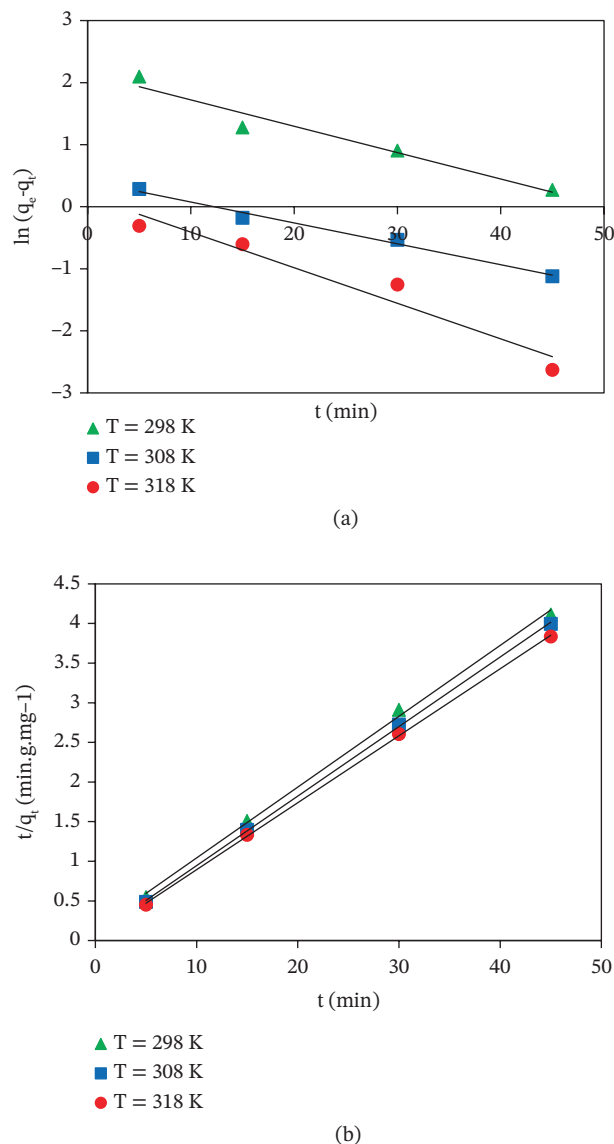 3
2
1
0
−1
−2
−3
0 10 20 30 40 50
ln (qe-qt)
t (min)
T = 298 K
T = 308 K
T = 318 K
(a)
4.5
4
3.5
3
2.5
2
1.5
1
0.5
0
0 10 20 30 40 50
t/qt (min.g.mg−1)
t (min)
T = 298 K
T = 308 K
T = 318 K
(b)